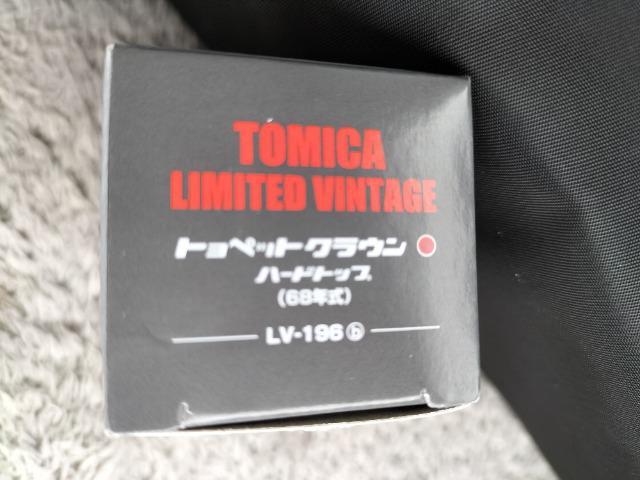 TOMICA
LIMITED VINTAGE
トヨペットクラウン
ハードトップ
(68年式)
LV-196 ⓑ